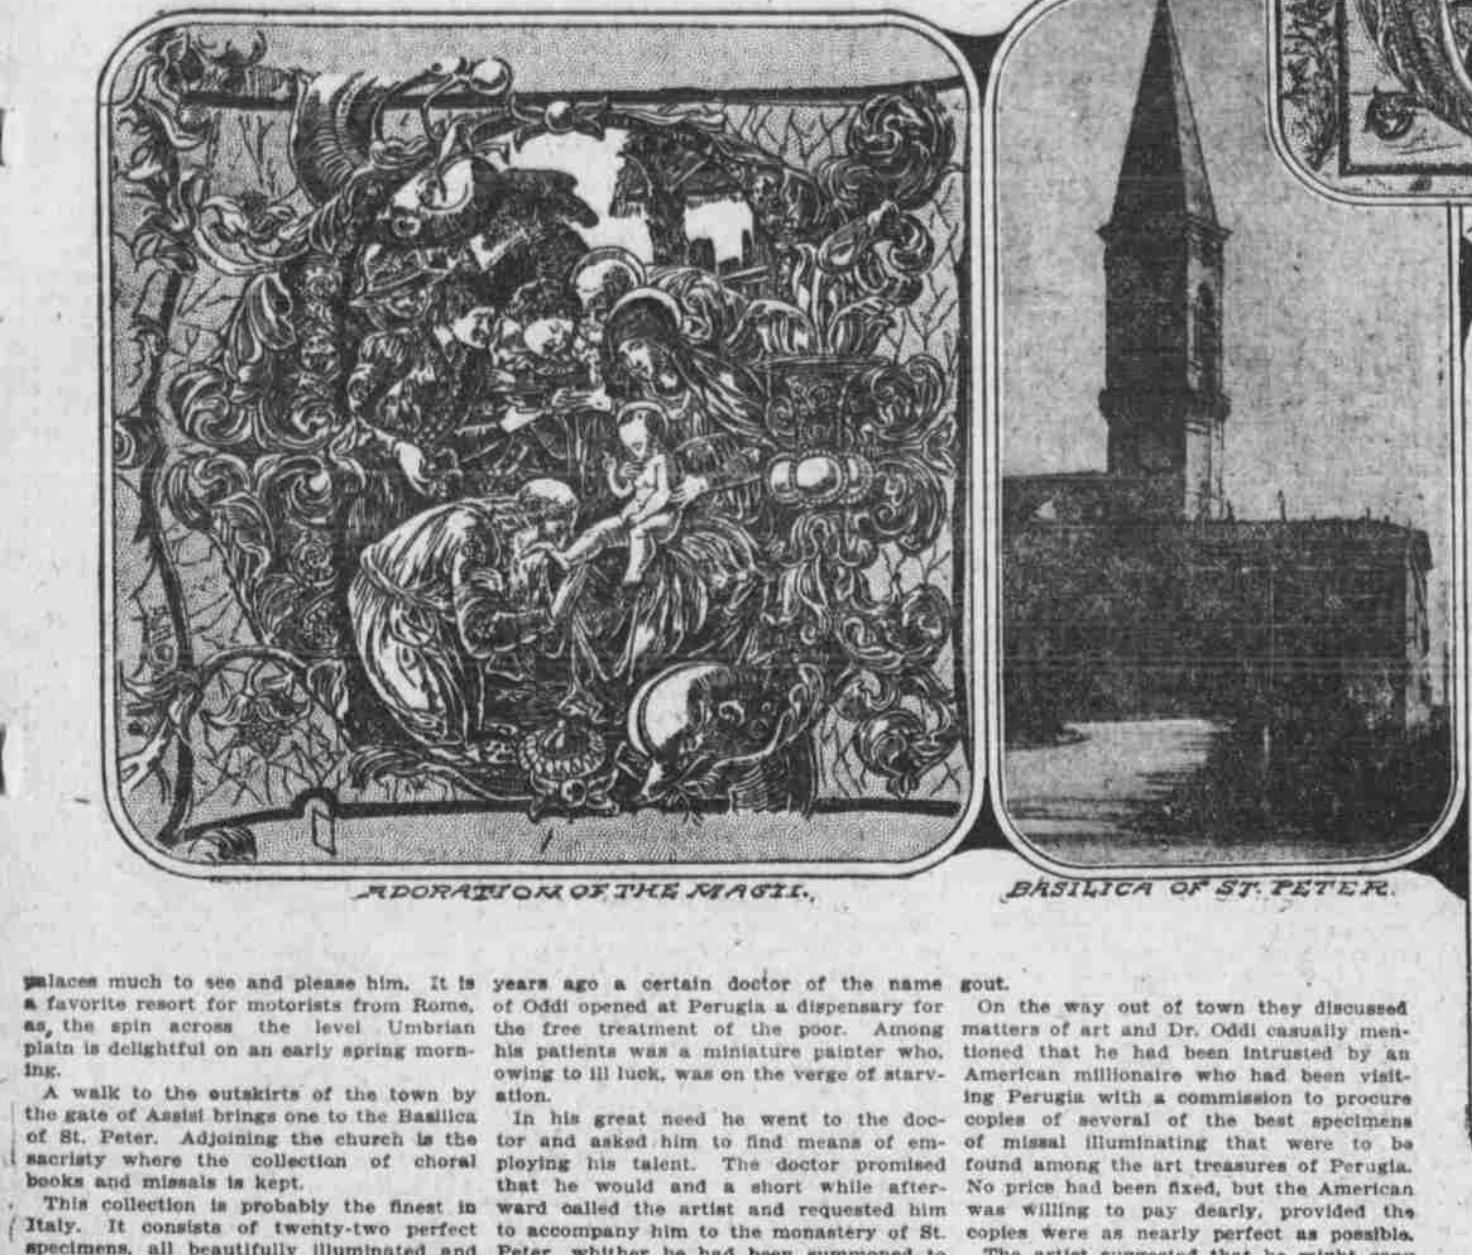 ADORATION OF THE MAGII.
BASILICA OF ST. PETER.
palaces much to see and please him. It is
a favorite resort for motorists from Rome,
as, the spin across the level Umbrian
plain is delightful on an early spring morn-
ing.
A walk to the outskirts of the town by
the gate of Assisi brings one to the Basilica
of St. Peter. Adjoining the church is the
sacristy where the collection of choral
books and missals is kept.
This collection is probably the finest in
Italy. It consists of twenty-two perfect
specimens, all beautifully illuminated and
years ago a certain doctor of the name
of Oddi opened at Perugia a dispensary for
the free treatment of the poor. Among
his patients was a miniature painter who,
owing to ill luck, was on the verge of starv-
ation.
In his great need he went to the doc-
tor and asked him to find means of em-
ploying his talent. The doctor promised
that he would and a short while after-
ward called the artist and requested him
to accompany him to the monastery of St.
Peter, whither he had been summoned to
gout.
On the way out of town they discussed
matters of art and Dr. Oddi casually men-
tioned that he had been intrusted by an
American millionaire who had been visit-
ing Perugia with a commission to procure
copies of several of the best specimens
of missal illuminating that were to be
found among the art treasures of Perugia.
No price had been fixed, but the American
was willing to pay dearly, provided the
copies were as nearly perfect as possible.
The artist suggested that he might